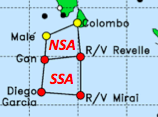 Colombo
Male
NSA
Gan
R/V Revelle
SSA
Diego
Garcia
R/V Mirai